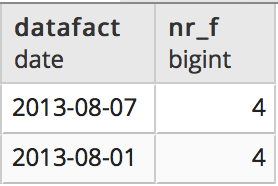 datafact nr_f
date bigint
2013-08-07 4
2013-08-01 4